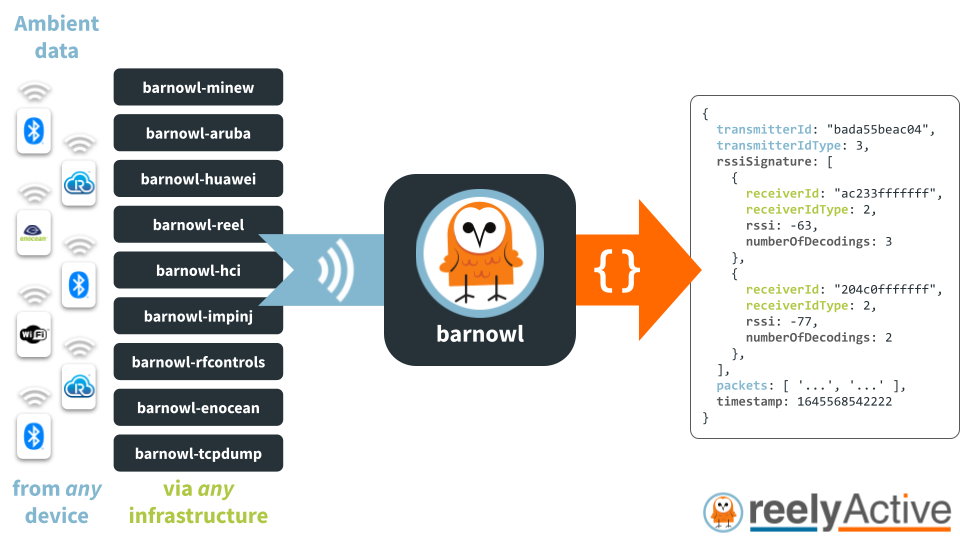 Ambient
data
enocean
WiFi
R
R
from any
device
barnowl-minew
barnowl-aruba
barnowl-huawei
barnowl-reel
barnowl-hci
barnowl-impinj
barnowl-rfcontrols
barnowl-enocean
barnowl-tcpdump
via any
infrastructure
{}
barnowl
{
transmitterId: "bada55beac04",
transmitterIdType: 3,
rssiSignature: [
{
receiverId: "ac233fffffff",
receiverIdType: 2,
rssi: -63,
numberOfDecodings: 3
},
{
receiverId: "204c0fffffff",
receiverIdType: 2,
rssi: -77,
numberOfDecodings: 2
},
],
packets: [ '...', '...' ],
timestamp: 1645568542222
}
reelyActive